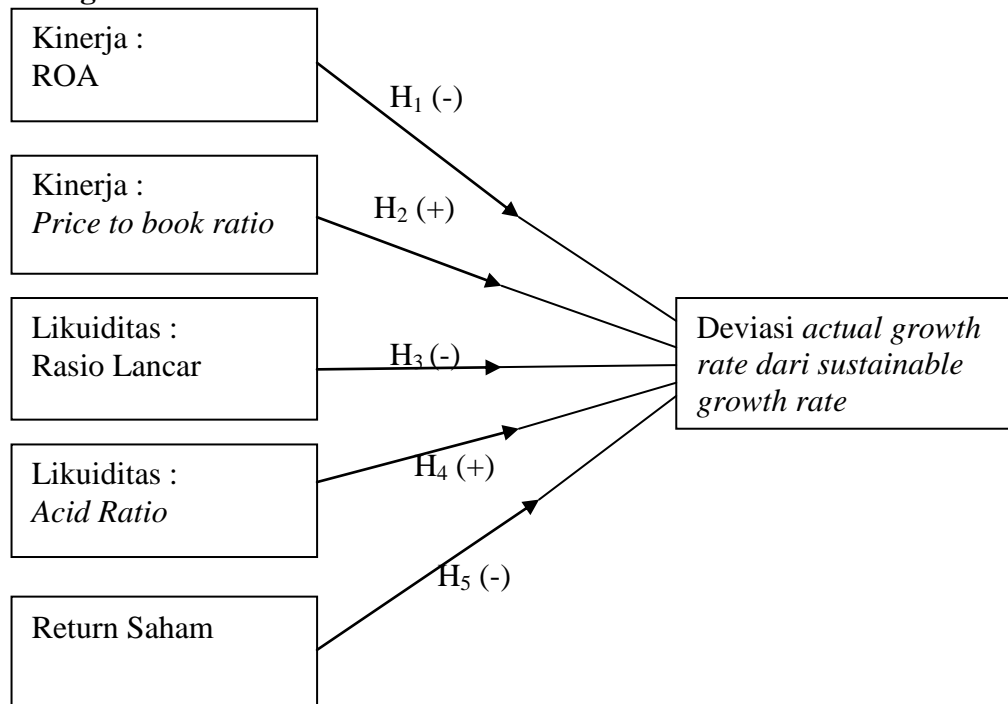 Kinerja :
ROA
H₁ (-)
Kinerja :
Price to book ratio
H₂ (+)
Likuiditas :
Rasio Lancar
H₃ (-)
Deviasi actual growth
rate dari sustainable
growth rate
Likuiditas :
Acid Ratio
H₄ (+)
H₅ (-)
Return Saham